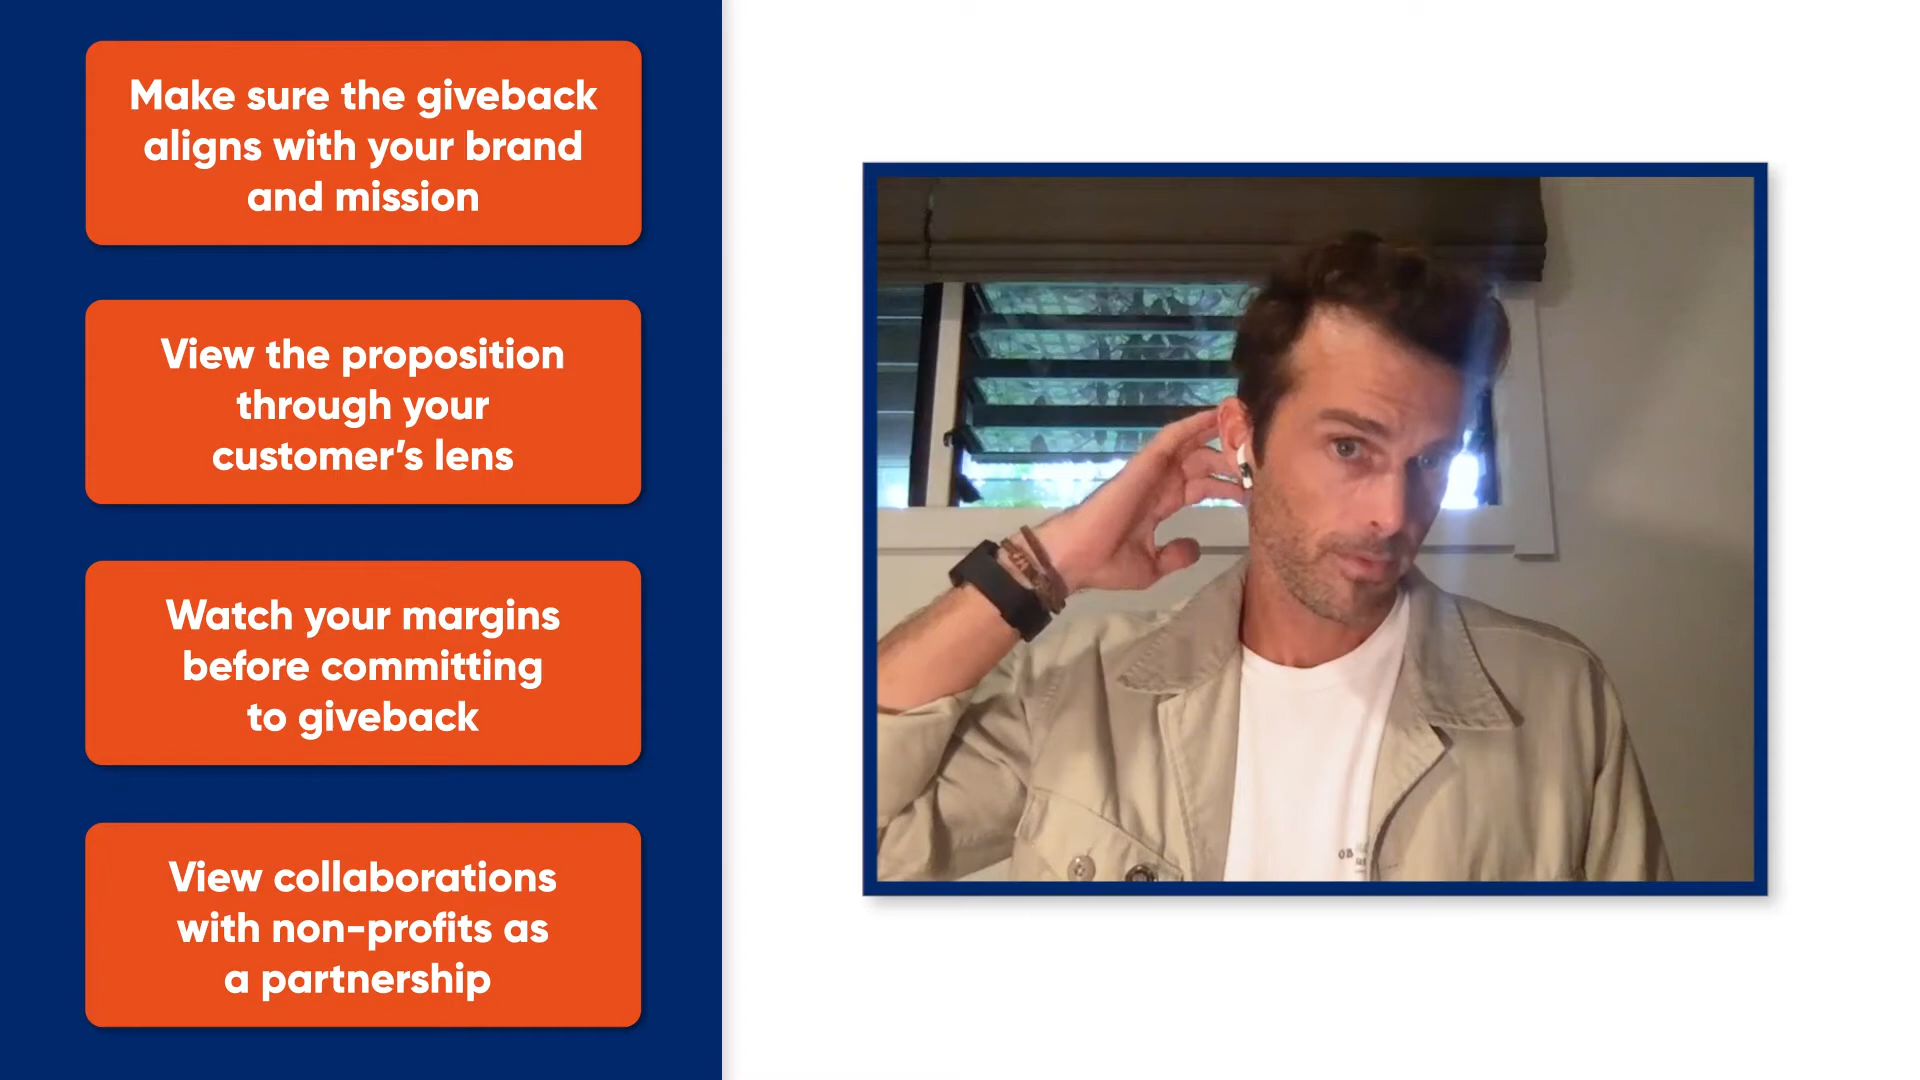 Make sure the giveback
aligns with your brand
and mission
View the proposition
through your
customer's lens
Watch your margins
before committing
to giveback
View collaborations
with non-profits as
a partnership